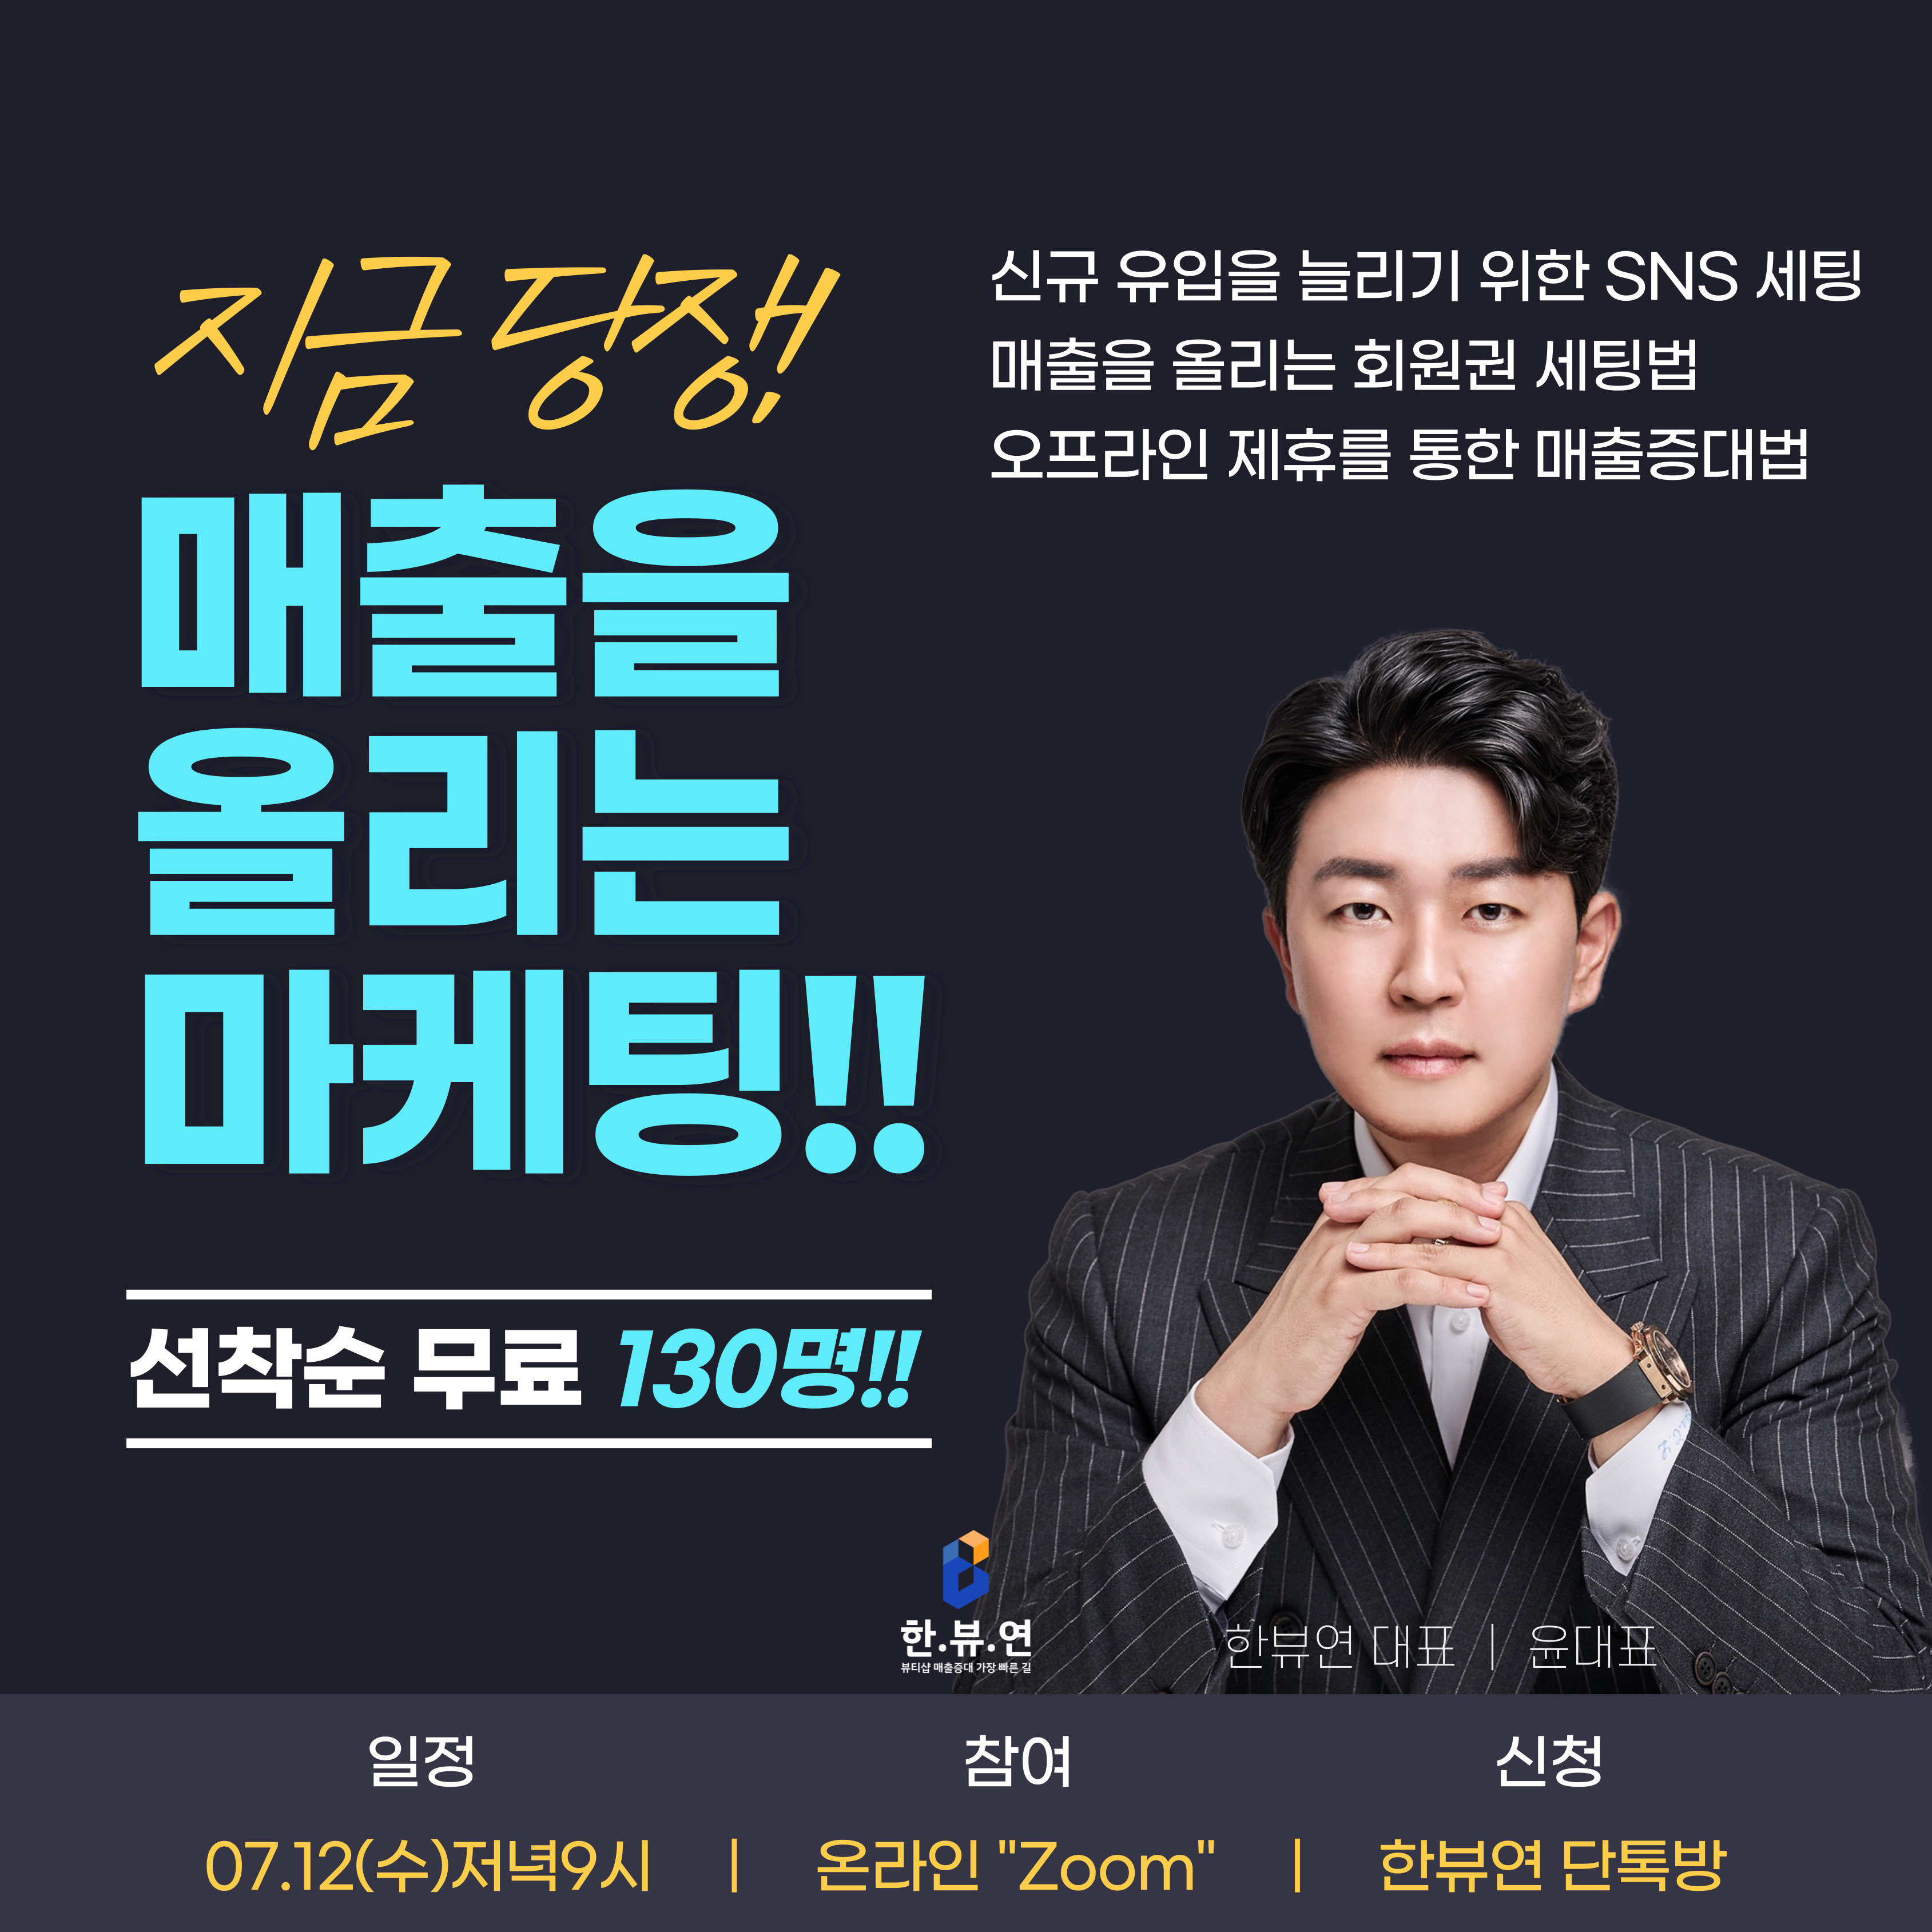 지금 당장!
매출을
올리는
마케팅!!
선착순 무료 130명!!
신규 유입을 늘리기 위한 SNS 세팅
매출을 올리는 회원권 세팅법
오프라인 제휴를 통한 매출증대법
한.뷰.연
뷰티샵 매출증대 가장 빠른 길
한뷰연 대표 | 윤대표
일정 참여 신청
07.12(수)저녁9시 | 온라인 "Zoom" | 한뷰연 단톡방